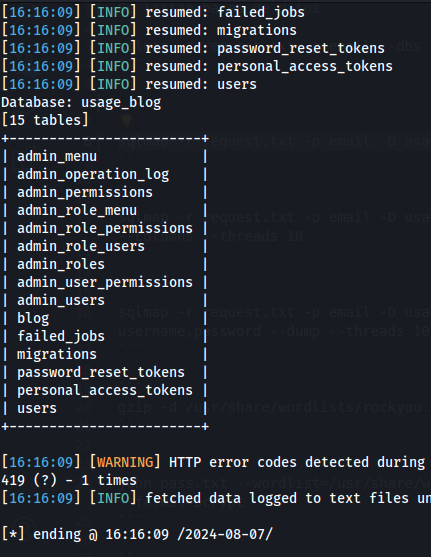 [16:16:09] [INFO] resumed: failed_jobs
[16:16:09] [INFO] resumed: migrations
[16:16:09] [INFO] resumed: password_reset_tokens
[16:16:09] [INFO] resumed: personal_access_tokens
[16:16:09] [INFO] resumed: users
Database: usage_blog
[15 tables]
+------------------------+
| admin_menu             |
| admin_operation_log    |
| admin_permissions      |
| admin_role_menu        |
| admin_role_permissions |
| admin_role_users       |
| admin_roles            |
| admin_user_permissions |
| admin_users            |
| blog                   |
| failed_jobs            |
| migrations             |
| password_reset_tokens  |
| personal_access_tokens |
| users                  |
+------------------------+
[16:16:09] [WARNING] HTTP error codes detected during
419 (?) - 1 times
[16:16:09] [INFO] fetched data logged to text files un
[*] ending @ 16:16:09 /2024-08-07/